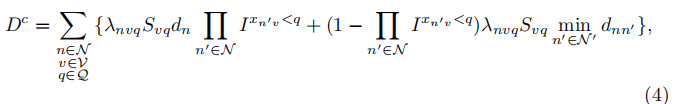 D^c = \sum_{\substack{n \in \mathcal{N} \\ v \in \mathcal{V} \\ q \in \mathcal{Q}}} \{\lambda_{nvq} S_{vq} d_n \prod_{n' \in \mathcal{N}} I^{x_{n'v} < q} + (1 - \prod_{n' \in \mathcal{N}} I^{x_{n'v} < q}) \lambda_{nvq} S_{vq} \min_{n' \in \mathcal{N}'} d_{nn'}\},
(4)